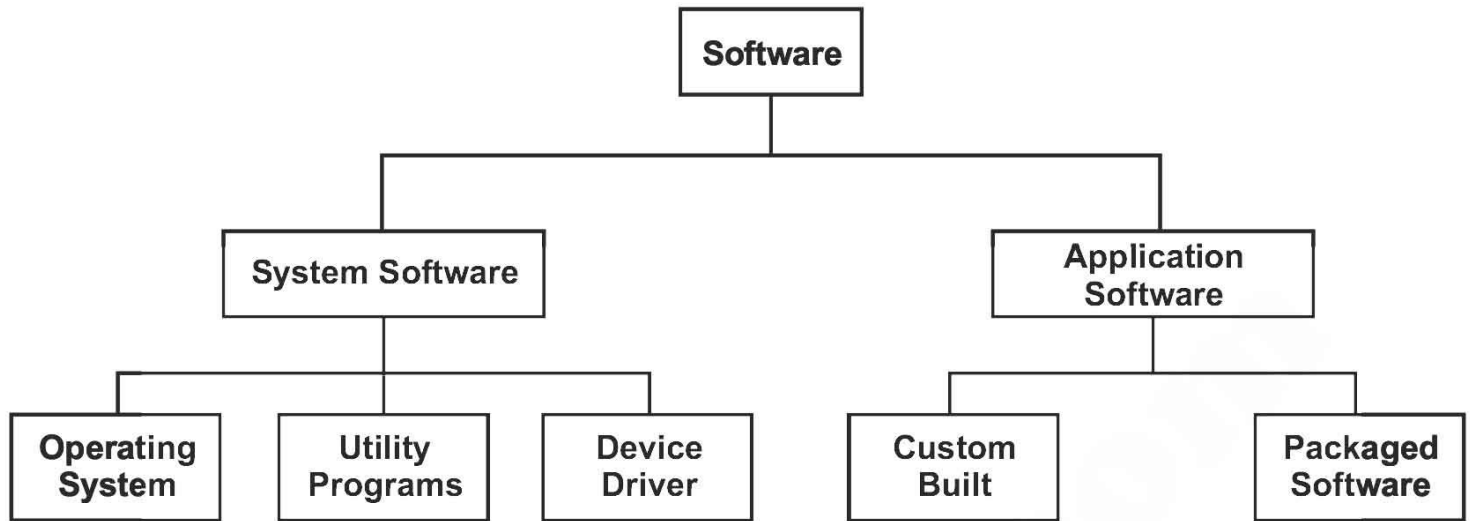 Software
System Software
Application
Software
Operating
System
Utility
Programs
Device
Driver
Custom
Built
Packaged
Software